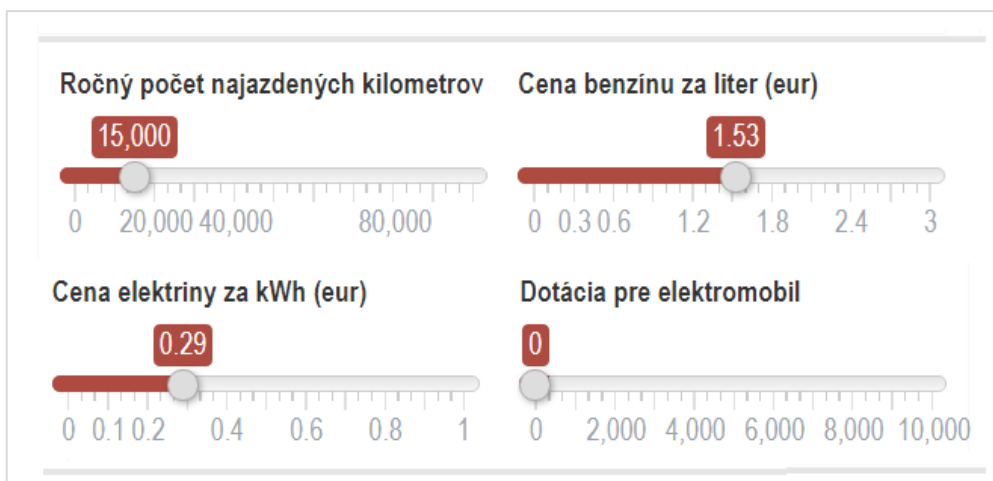 Ročný počet najazdených kilometrov
15,000
0 20,000 40,000 80,000
Cena benzínu za liter (eur)
1.53
0 0.3 0.6 1.2 1.8 2.4 3
Cena elektriny za kWh (eur)
0.29
0 0.1 0.2 0.4 0.6 0.8 1
Dotácia pre elektromobil
0
0 2,000 4,000 6,000 8,000 10,000